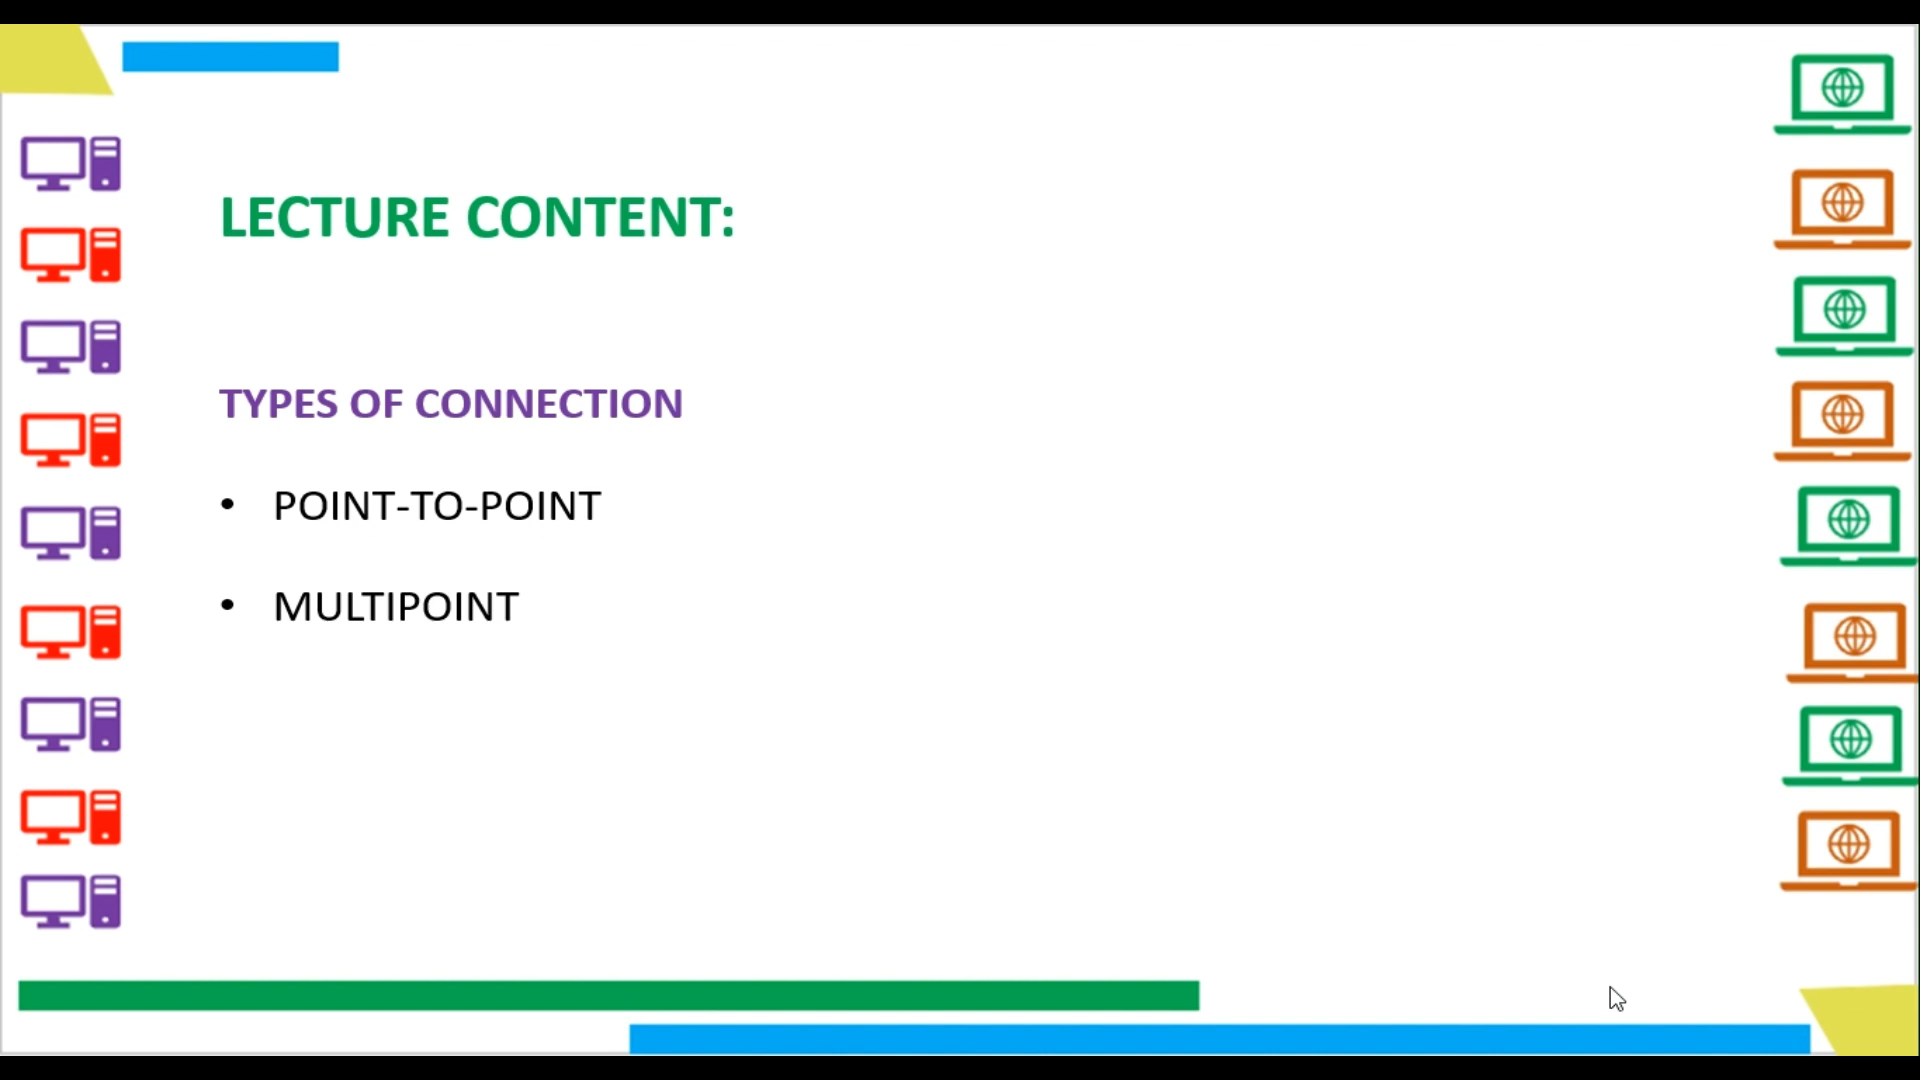 LECTURE CONTENT:
TYPES OF CONNECTION
• POINT-TO-POINT
• MULTIPOINT